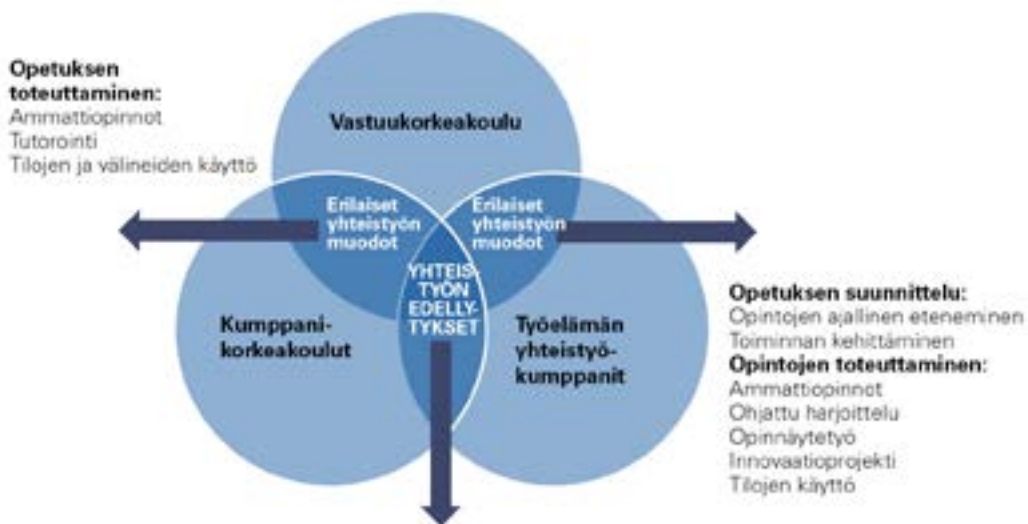 Opetuksen
toteuttaminen:
Ammattiopinnot
Tutorointi
Tilojen ja välineiden käyttö
Vastuukorkeakoulu
Erilaiset
yhteistyön
muodot
Erilaiset
yhteistyön
muodot
YHTEIS-
TYÖN
EDELLY-
TYKSET
Kumppani-
korkeakoulut
Työelämän
yhteistyö-
kumppanit
Opetuksen suunnittelu:
Opintojen ajallinen eteneminen
Toiminnan kehittäminen
Opintojen toteuttaminen:
Ammattiopinnot
Ohjattu harjoittelu
Opinnäytetyö
Innovaatioprojekti
Tilojen käyttö